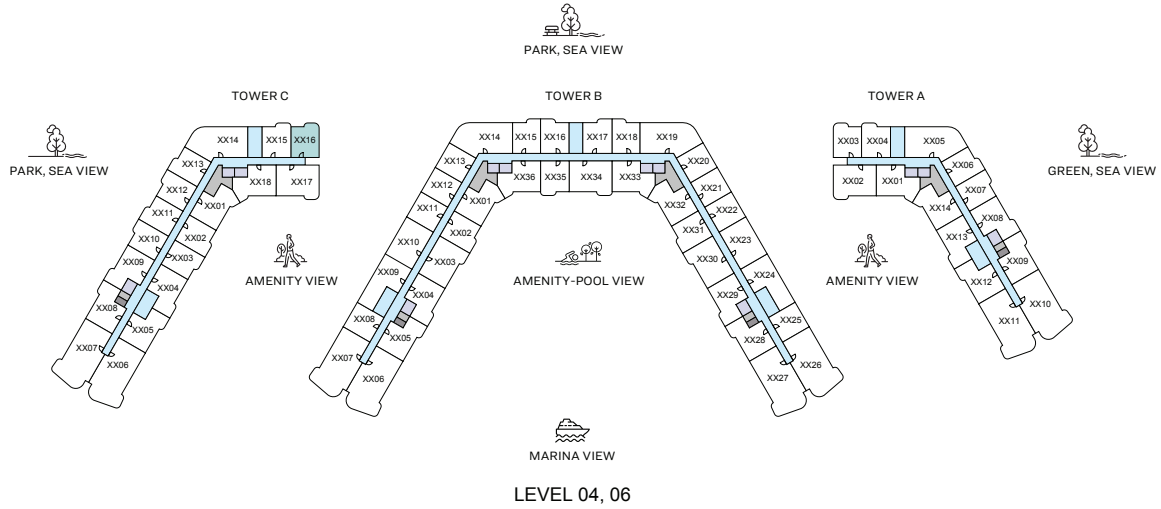 PARK, SEA VIEW
TOWER C
TOWER B
TOWER A
PARK, SEA VIEW
GREEN, SEA VIEW
XX14
XX15
XX16
XX13
XX12
XX11
XX10
XX09
XX08
XX07
XX06
XX05
XX04
XX03
XX02
XX01
XX18
XX17
XX14
XX15
XX16
XX17
XX18
XX19
XX13
XX12
XX11
XX10
XX09
XX08
XX07
XX06
XX05
XX04
XX03
XX02
XX01
XX36
XX35
XX34
XX33
XX20
XX21
XX22
XX23
XX24
XX25
XX26
XX27
XX28
XX29
XX30
XX31
XX32
XX03
XX04
XX05
XX02
XX01
XX06
XX07
XX08
XX09
XX10
XX11
XX12
XX13
XX14
AMENITY VIEW
AMENITY-POOL VIEW
AMENITY VIEW
MARINA VIEW
LEVEL 04, 06